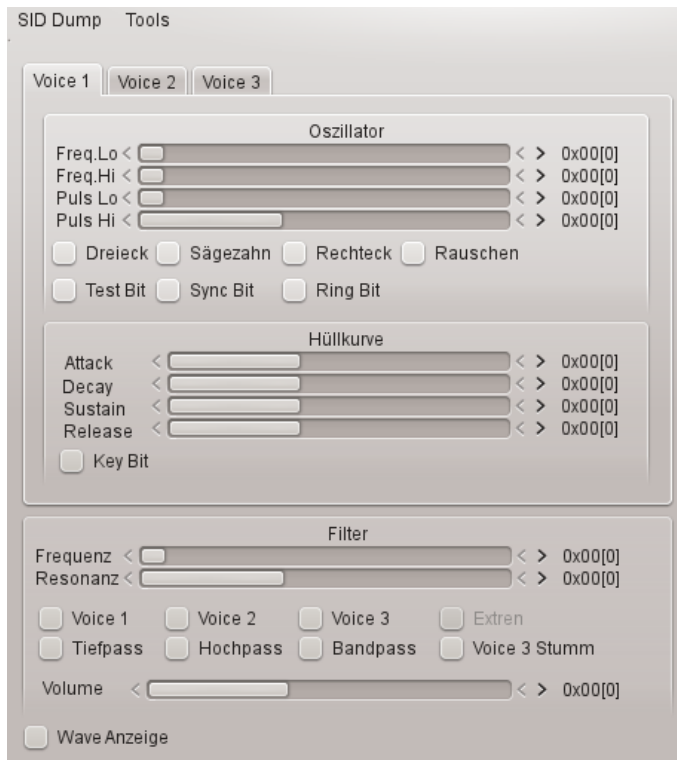 SID Dump Tools
Voice 1 Voice 2 Voice 3
Oszillator
Freq.Lo < < > 0x00[0]
Freq.Hi < < > 0x00[0]
Puls Lo < < > 0x00[0]
Puls Hi < < > 0x00[0]
Dreieck Sägezahn Rechteck Rauschen
Test Bit Sync Bit Ring Bit
Hüllkurve
Attack < < > 0x00[0]
Decay < < > 0x00[0]
Sustain < < > 0x00[0]
Release < < > 0x00[0]
Key Bit
Filter
Frequenz < < > 0x00[0]
Resonanz < < > 0x00[0]
Voice 1 Voice 2 Voice 3 Extren
Tiefpass Hochpass Bandpass Voice 3 Stumm
Volume < < > 0x00[0]
Wave Anzeige